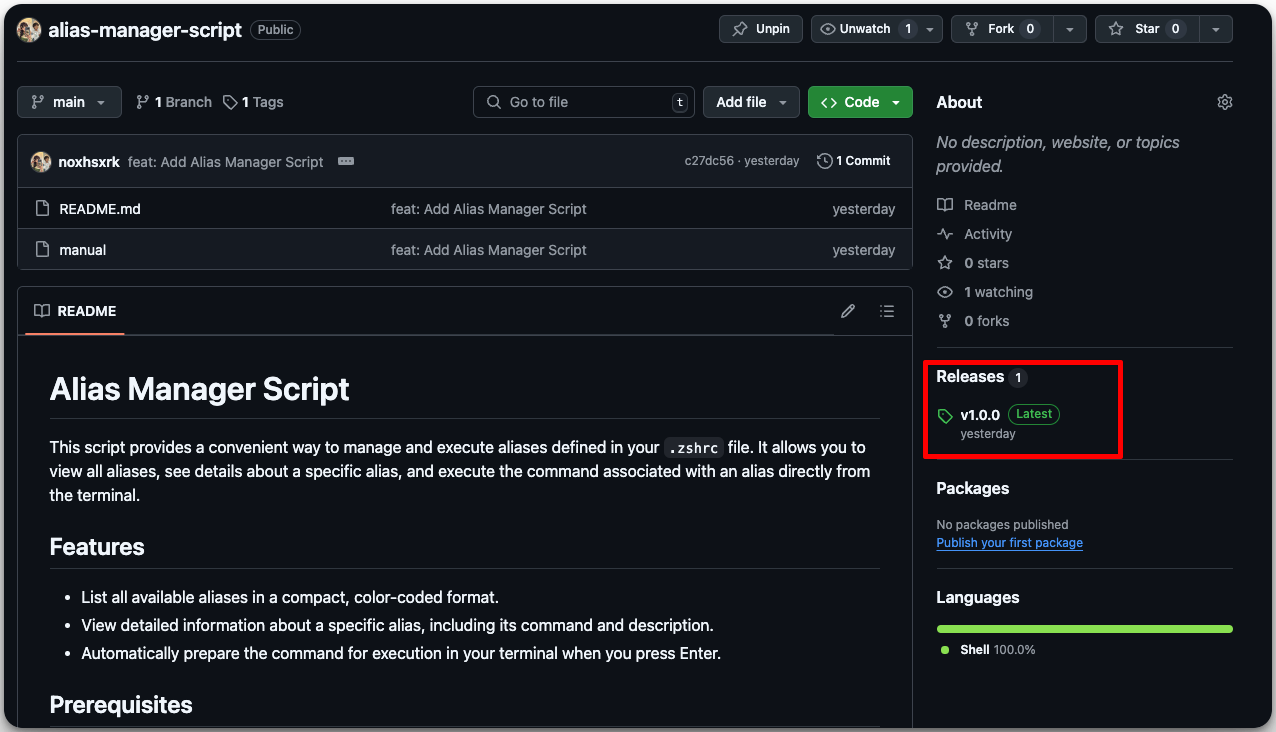 alias-manager-script Public
Unpin
Unwatch 1
Fork 0
Star 0
main
1 Branch
1 Tags
Go to file t
Add file
Code
noxhsxrk feat: Add Alias Manager Script
c27dc56 · yesterday
1 Commit
README.md feat: Add Alias Manager Script yesterday
manual feat: Add Alias Manager Script yesterday
README
Alias Manager Script
This script provides a convenient way to manage and execute aliases defined in your .zshrc file. It allows you to
view all aliases, see details about a specific alias, and execute the command associated with an alias directly from
the terminal.
Features
• List all available aliases in a compact, color-coded format.
• View detailed information about a specific alias, including its command and description.
• Automatically prepare the command for execution in your terminal when you press Enter.
Prerequisites
About
No description, website, or topics
provided.
Readme
Activity
0 stars
1 watching
0 forks
Releases 1
v1.0.0 Latest
yesterday
Packages
No packages published
Publish your first package
Languages
Shell 100.0%